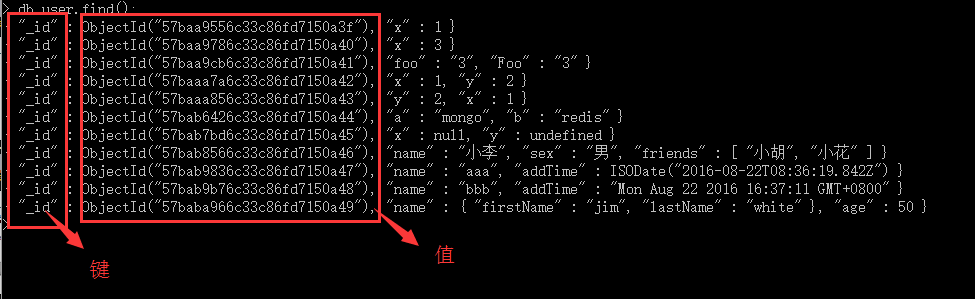 > db.user.find();
"_id" : ObjectId("57baa9556c33c86fd7150a3f"), "x" : 1 }
"_id" : ObjectId("57baa9786c33c86fd7150a40"), "x" : 3 }
"_id" : ObjectId("57baa9cb6c33c86fd7150a41"), "foo" : "3", "Foo" : "3" }
"_id" : ObjectId("57baaa7a6c33c86fd7150a42"), "x" : 1, "y" : 2 }
"_id" : ObjectId("57baaa856c33c86fd7150a43"), "y" : 2, "x" : 1 }
"_id" : ObjectId("57bab6426c33c86fd7150a44"), "a" : "mongo", "b" : "redis" }
"_id" : ObjectId("57bab7bd6c33c86fd7150a45"), "x" : null, "y" : undefined }
"_id" : ObjectId("57bab8566c33c86fd7150a46"), "name" : "小李", "sex" : "男", "friends" : [ "小胡", "小花" ] }
"_id" : ObjectId("57bab9836c33c86fd7150a47"), "name" : "aaa", "addTime" : ISODate("2016-08-22T08:36:19.842Z") }
"_id" : ObjectId("57bab9b76c33c86fd7150a48"), "name" : "bbb", "addTime" : "Mon Aug 22 2016 16:37:11 GMT+0800" }
"_id" : ObjectId("57baba966c33c86fd7150a49"), "name" : { "firstName" : "jim", "lastName" : "white" }, "age" : 50 }
>
值
键